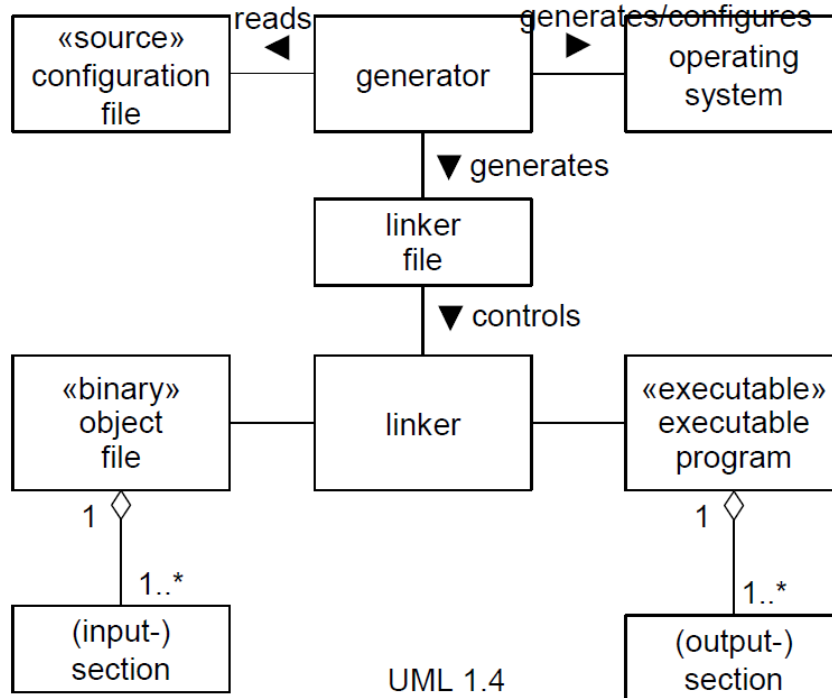 reads
generates/configures
«source»
configuration
file
generator
operating
system
generates
linker
file
controls
«binary»
object
file
linker
«executable»
executable
program
1
1
1..*
1..*
(input-)
section
(output-)
section
UML 1.4